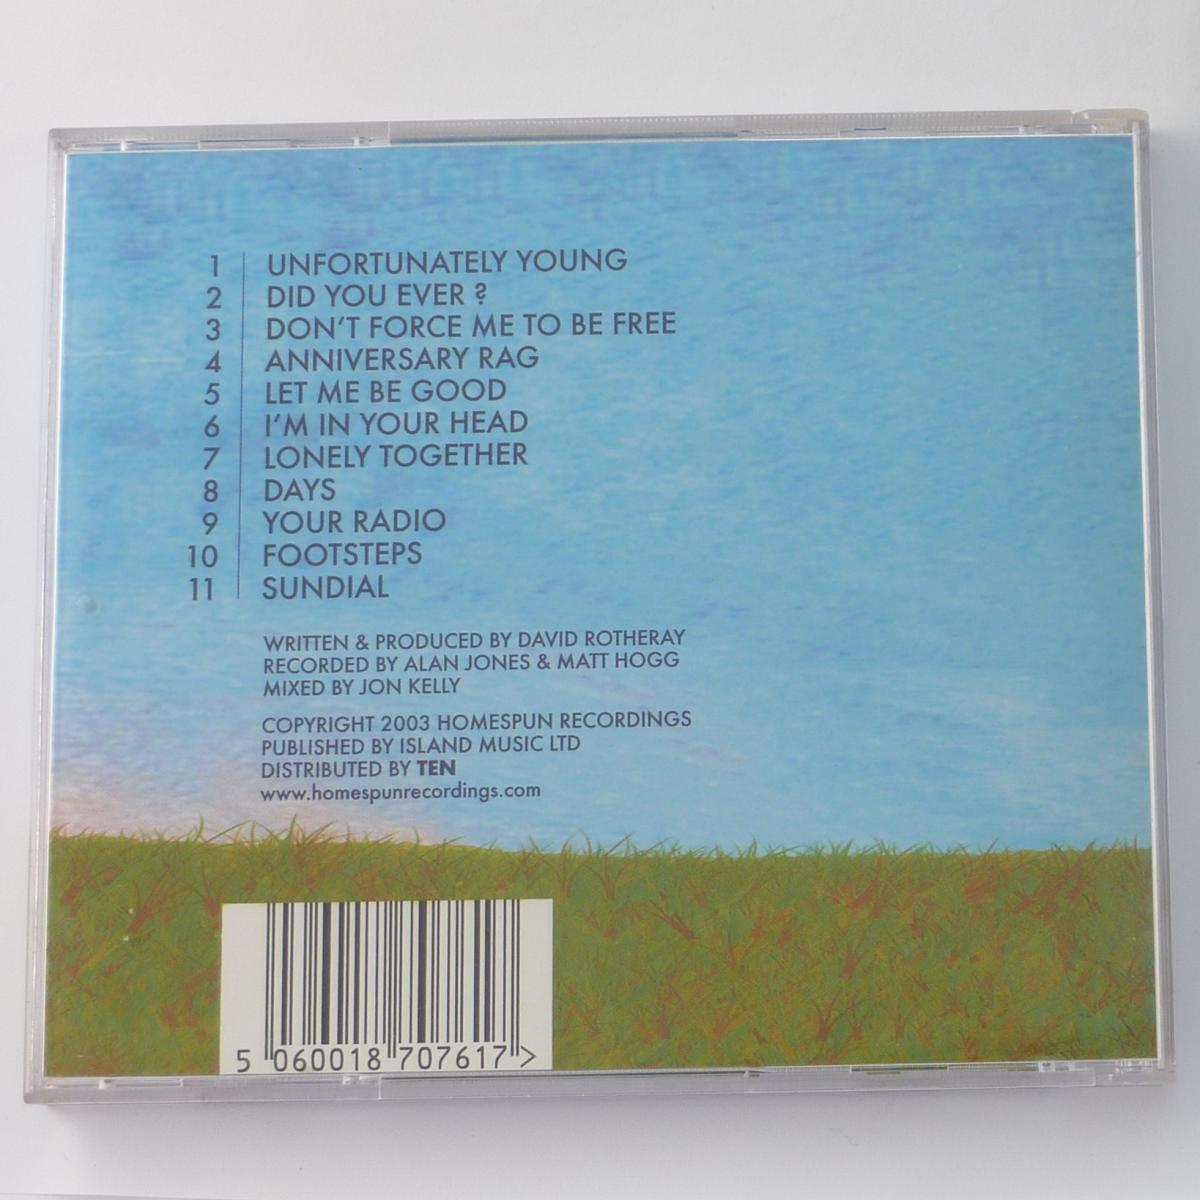 1 UNFORTUNATELY YOUNG
2 DID YOU EVER ?
3 DON'T FORCE ME TO BE FREE
4 ANNIVERSARY RAG
5 LET ME BE GOOD
6 I'M IN YOUR HEAD
7 LONELY TOGETHER
8 DAYS
9 YOUR RADIO
10 FOOTSTEPS
11 SUNDIAL
WRITTEN & PRODUCED BY DAVID ROTHERAY
RECORDED BY ALAN JONES & MATT HOGG
MIXED BY JON KELLY
COPYRIGHT 2003 HOMESPUN RECORDINGS
PUBLISHED BY ISLAND MUSIC LTD
DISTRIBUTED BY TEN
www.homespunrecordings.com
5 060018 707617 >